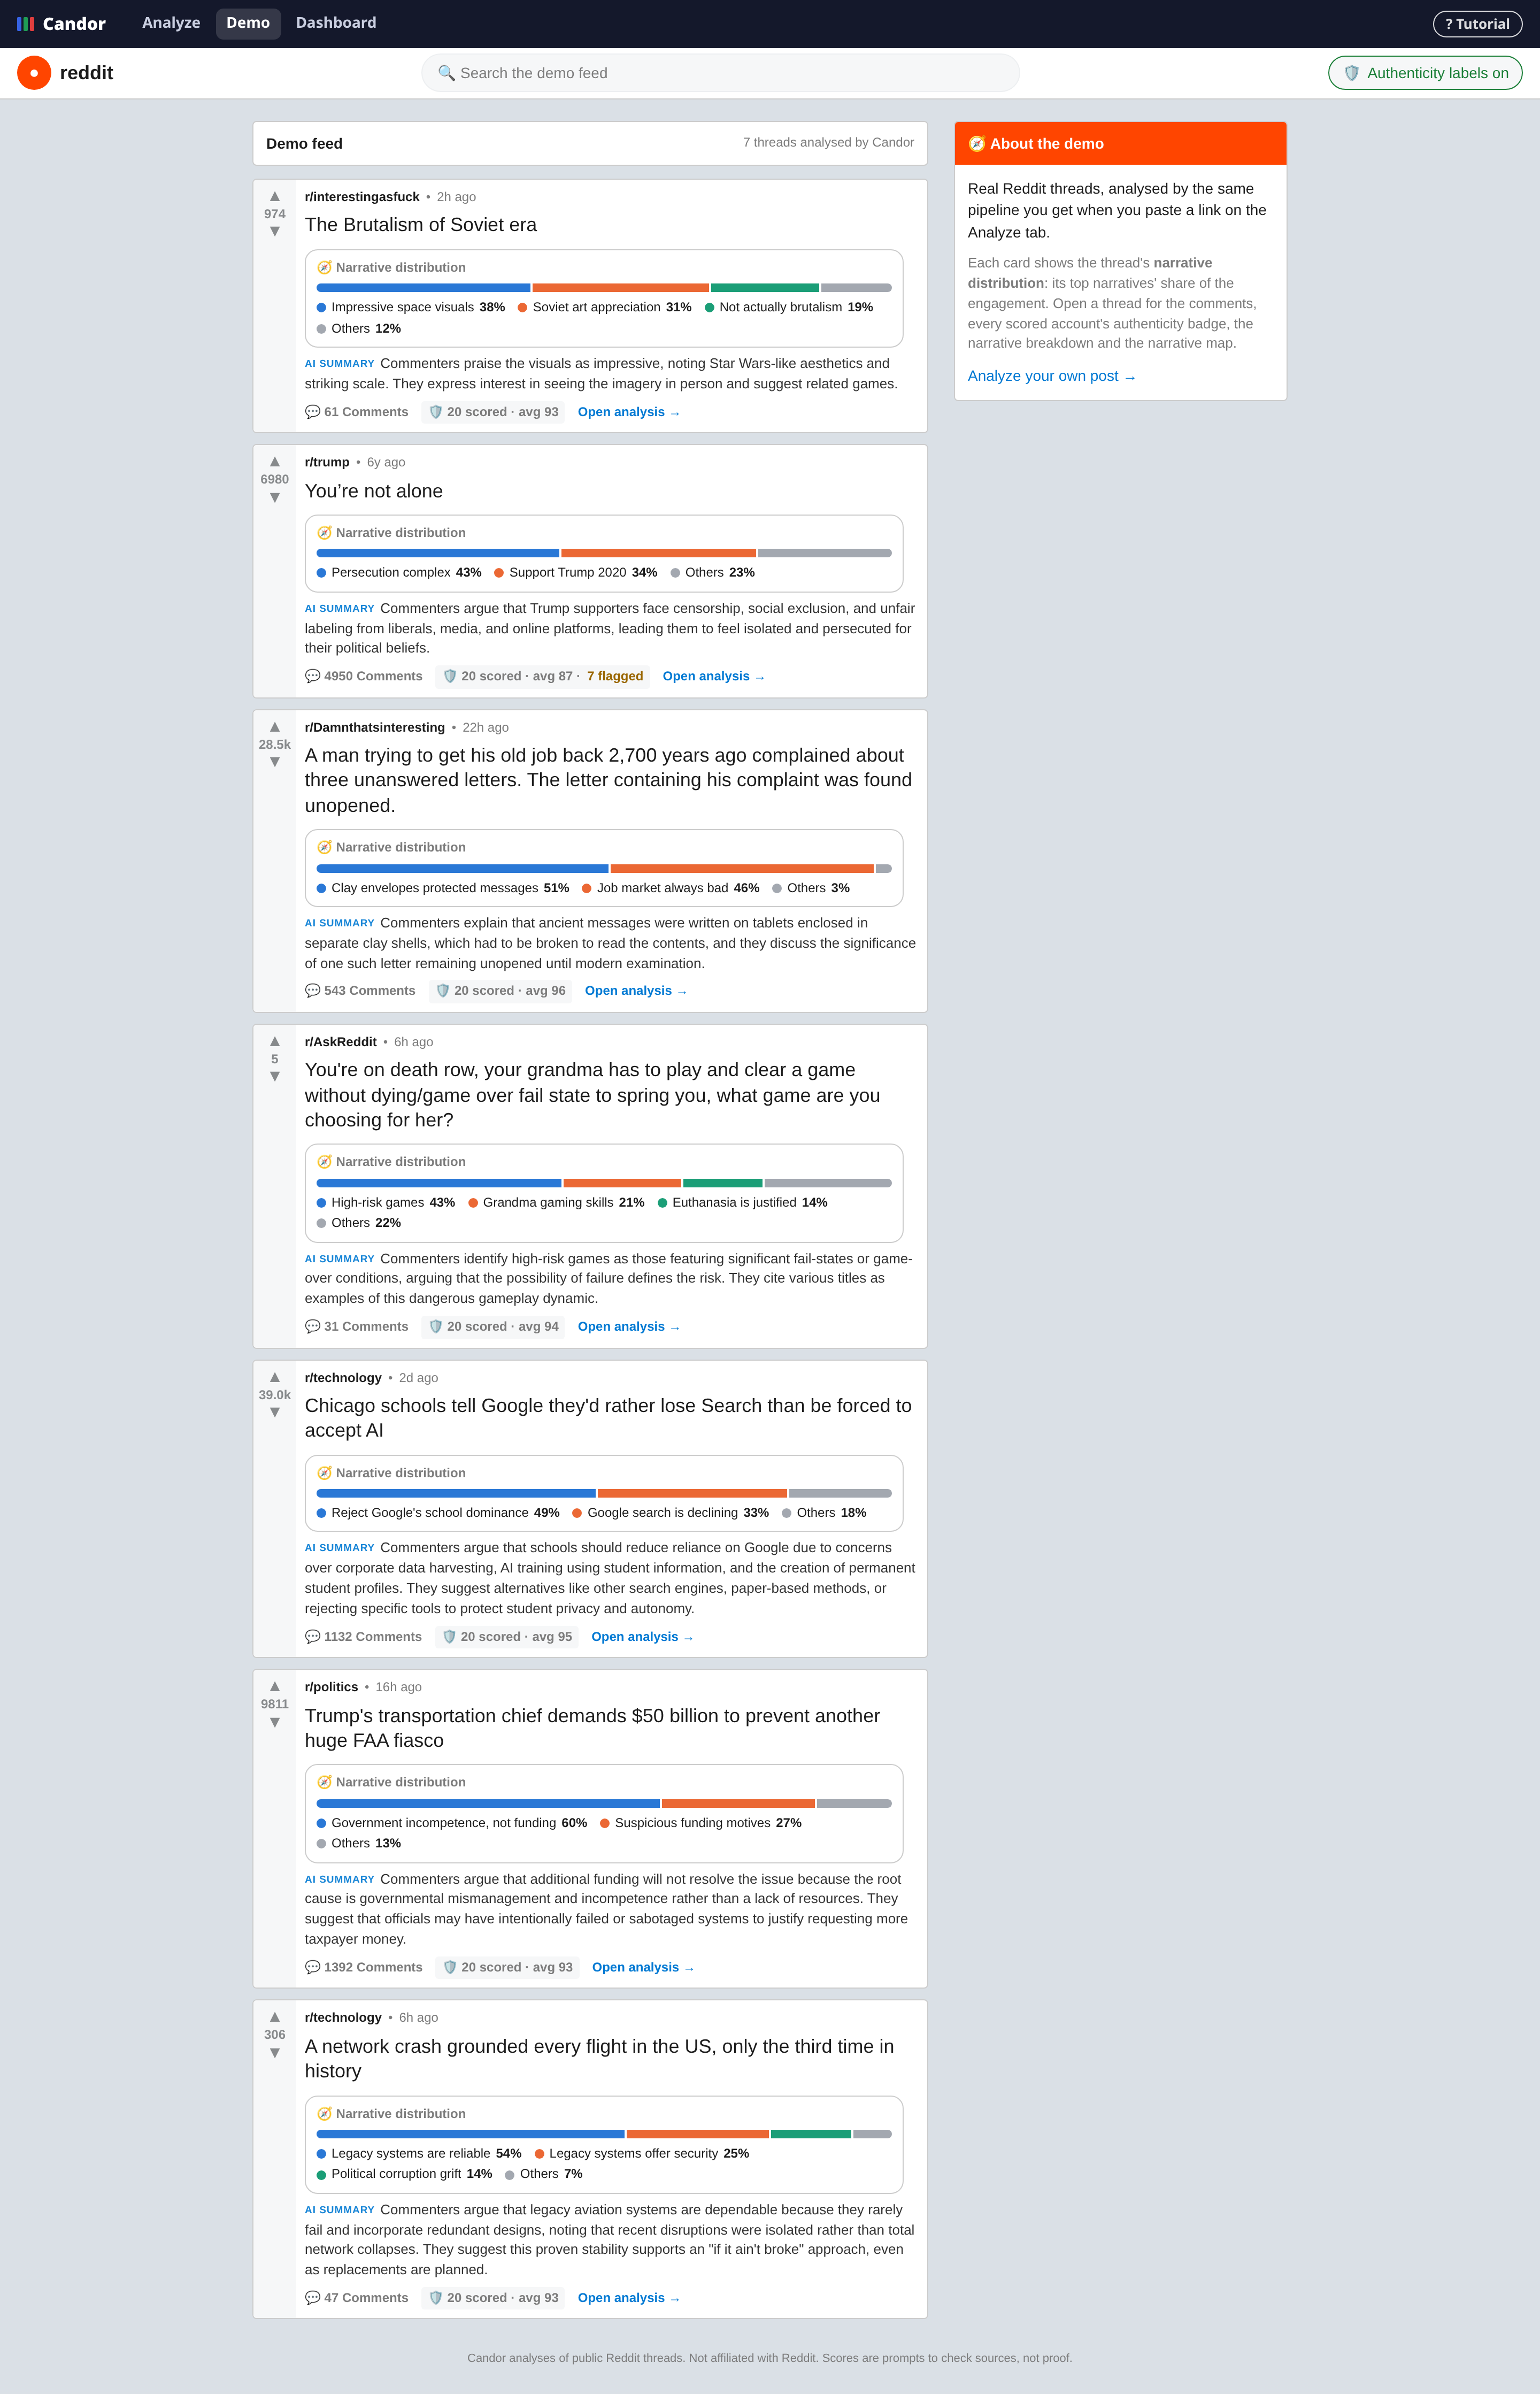 Candor Analyze Demo Dashboard ? Tutorial
reddit Search the demo feed Authenticity labels on
Demo feed 7 threads analysed by Candor
r/interestingasfuck • 2h ago
974
The Brutalism of Soviet era
Narrative distribution
Impressive space visuals 38% Soviet art appreciation 31% Not actually brutalism 19%
Others 12%
AI SUMMARY Commenters praise the visuals as impressive, noting Star Wars-like aesthetics and
striking scale. They express interest in seeing the imagery in person and suggest related games.
61 Comments 20 scored · avg 93 Open analysis →
r/trump • 6y ago
6980
You’re not alone
Narrative distribution
Persecution complex 43% Support Trump 2020 34% Others 23%
AI SUMMARY Commenters argue that Trump supporters face censorship, social exclusion, and unfair
labeling from liberals, media, and online platforms, leading them to feel isolated and persecuted for
their political beliefs.
4950 Comments 20 scored · avg 87 · 7 flagged Open analysis →
r/Damnthatsinteresting • 22h ago
28.5k
A man trying to get his old job back 2,700 years ago complained about
three unanswered letters. The letter containing his complaint was found
unopened.
Narrative distribution
Clay envelopes protected messages 51% Job market always bad 46% Others 3%
AI SUMMARY Commenters explain that ancient messages were written on tablets enclosed in
separate clay shells, which had to be broken to read the contents, and they discuss the significance
of one such letter remaining unopened until modern examination.
543 Comments 20 scored · avg 96 Open analysis →
r/AskReddit • 6h ago
5
You're on death row, your grandma has to play and clear a game
without dying/game over fail state to spring you, what game are you
choosing for her?
Narrative distribution
High-risk games 43% Grandma gaming skills 21% Euthanasia is justified 14%
Others 22%
AI SUMMARY Commenters identify high-risk games as those featuring significant fail-states or game-
over conditions, arguing that the possibility of failure defines the risk. They cite various titles as
examples of this dangerous gameplay dynamic.
31 Comments 20 scored · avg 94 Open analysis →
r/technology • 2d ago
39.0k
Chicago schools tell Google they'd rather lose Search than be forced to
accept AI
Narrative distribution
Reject Google's school dominance 49% Google search is declining 33% Others 18%
AI SUMMARY Commenters argue that schools should reduce reliance on Google due to concerns
over corporate data harvesting, AI training using student information, and the creation of permanent
student profiles. They suggest alternatives like other search engines, paper-based methods, or
rejecting specific tools to protect student privacy and autonomy.
1132 Comments 20 scored · avg 95 Open analysis →
r/politics • 16h ago
9811
Trump's transportation chief demands $50 billion to prevent another
huge FAA fiasco
Narrative distribution
Government incompetence, not funding 60% Suspicious funding motives 27%
Others 13%
AI SUMMARY Commenters argue that additional funding will not resolve the issue because the root
cause is governmental mismanagement and incompetence rather than a lack of resources. They
suggest that officials may have intentionally failed or sabotaged systems to justify requesting more
taxpayer money.
1392 Comments 20 scored · avg 93 Open analysis →
r/technology • 6h ago
306
A network crash grounded every flight in the US, only the third time in
history
Narrative distribution
Legacy systems are reliable 54% Legacy systems offer security 25%
Political corruption grift 14% Others 7%
AI SUMMARY Commenters argue that legacy aviation systems are dependable because they rarely
fail and incorporate redundant designs, noting that recent disruptions were isolated rather than total
network collapses. They suggest this proven stability supports an "if it ain't broke" approach, even
as replacements are planned.
47 Comments 20 scored · avg 93 Open analysis →
About the demo
Real Reddit threads, analysed by the same
pipeline you get when you paste a link on the
Analyze tab.
Each card shows the thread's narrative
distribution: its top narratives' share of the
engagement. Open a thread for the comments,
every scored account's authenticity badge, the
narrative breakdown and the narrative map.
Analyze your own post →
Candor analyses of public Reddit threads. Not affiliated with Reddit. Scores are prompts to check sources, not proof.